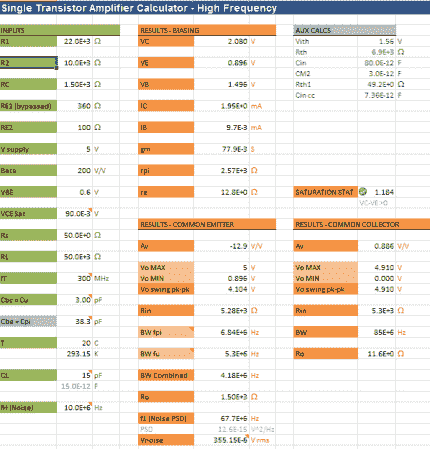 Single Transistor Amplifier Calculator - High Frequency
INPUTS
R1 22.0E+3 Ω
R2 10.0E+3 Ω
RC 1.50E+3 Ω
RE1 (bypassed) 360 Ω
RE2 100 Ω
V supply 5 V
Beta 200 V/V
VBE 0.6 V
VCE Sat 90.0E-3 V
Rs 50.0E+0 Ω
RL 50.0E+3 Ω
fT 300 MHz
Cbc = Cu 3.00 pF
Cbe = Cpi 38.3 pF
T 20 C
293.15 K
CL 15 pF
15.0E-12 F
fH (Noise) 10.0E+6 Hz
RESULTS - BIASING
VC 2.080 V
VE 0.896 V
VB 1.496 V
IC 1.95E+0 mA
IB 9.7E-3 mA
gm 77.9E-3 S
rpi 2.57E+3 Ω
re 12.8E+0 Ω
RESULTS - COMMON EMITTER
Av -12.9 V/V
Vo MAX 5 V
Vo MIN 0.896 V
Vo swing pk-pk 4.104 V
Rin 5.28E+3 Ω
BW fpi 6.84E+6 Hz
BW fu 5.3E+6 Hz
BW Combined 4.18E+6 Hz
Ro 1.50E+3 Ω
f1 (Noise PSD) 67.7E+6 Hz
PSD 12.6E-15 V^2/Hz
Vnoise 355.15E-6 Vrms
AUX CALCS
Vth 1.56 V
Rth 6.9E+3 Ω
Cin 80.0E-12 F
CM2 3.0E-12 F
Rth1 49.2E+0 Ω
Cin cc 7.36E-12 F
SATURATION STAT 1.184
VC-VE >0
RESULTS - COMMON COLLECTOR
Av 0.886 V/V
Vo MAX 4.910 V
Vo MIN 0.000 V
Vo swing pk-pk 4.910 V
Rin 5.3E+3 Ω
BW 85E+6 Hz
Ro 11.6E+0 Ω